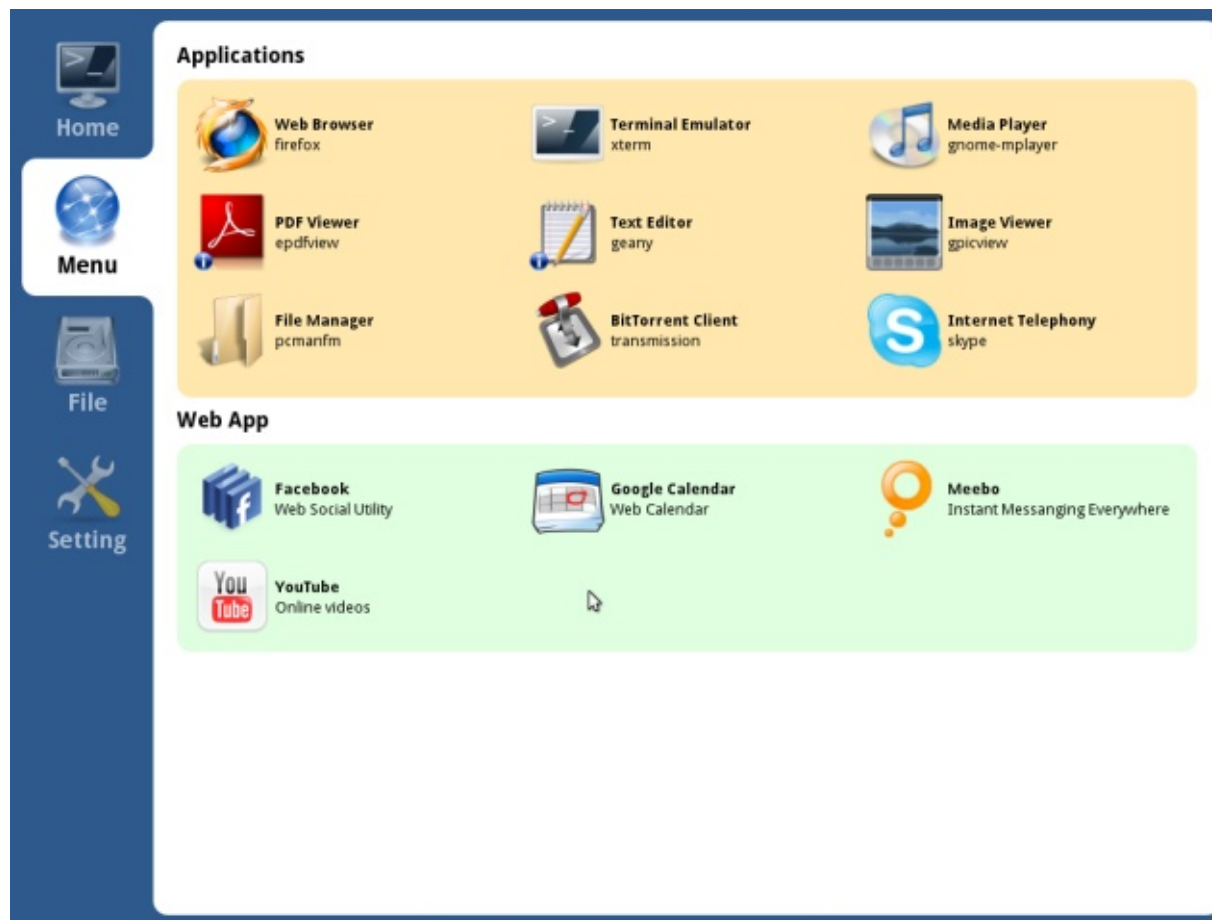 Home
Menu
File
Setting
Applications
Web Browser
firefox
Terminal Emulator
xterm
Media Player
gnome-mplayer
PDF Viewer
epdfview
Text Editor
geany
Image Viewer
gpicview
File Manager
pcmanfm
BitTorrent Client
transmission
Internet Telephony
skype
Web App
Facebook
Web Social Utility
Google Calendar
Web Calendar
Meebo
Instant Messanging Everywhere
You
Tube
YouTube
Online videos